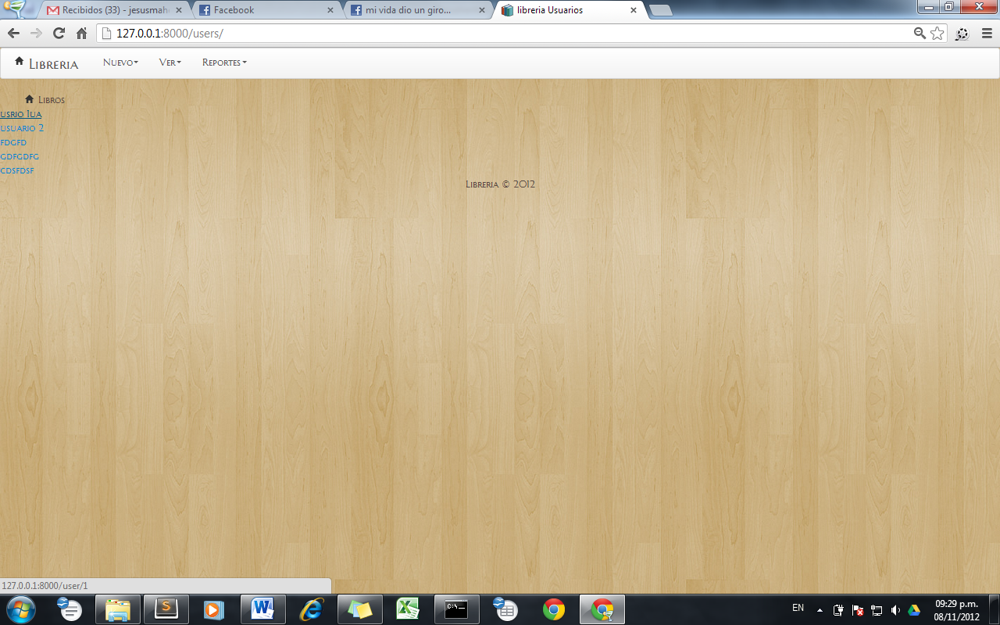 Recibidos (33) - jesusmah
Facebook
mi vida dio un giro...
libreria Usuarios
127.0.0.1:8000/users/
Libreria
Nuevo
Ver
Reportes
Libros
usrio 1ua
usuario 2
fdgfd
gdfgdfg
cdsfdsf
Libreria © 2012
127.0.0.1:8000/user/1
C:\_
EN
09:29 p.m.
08/11/2012